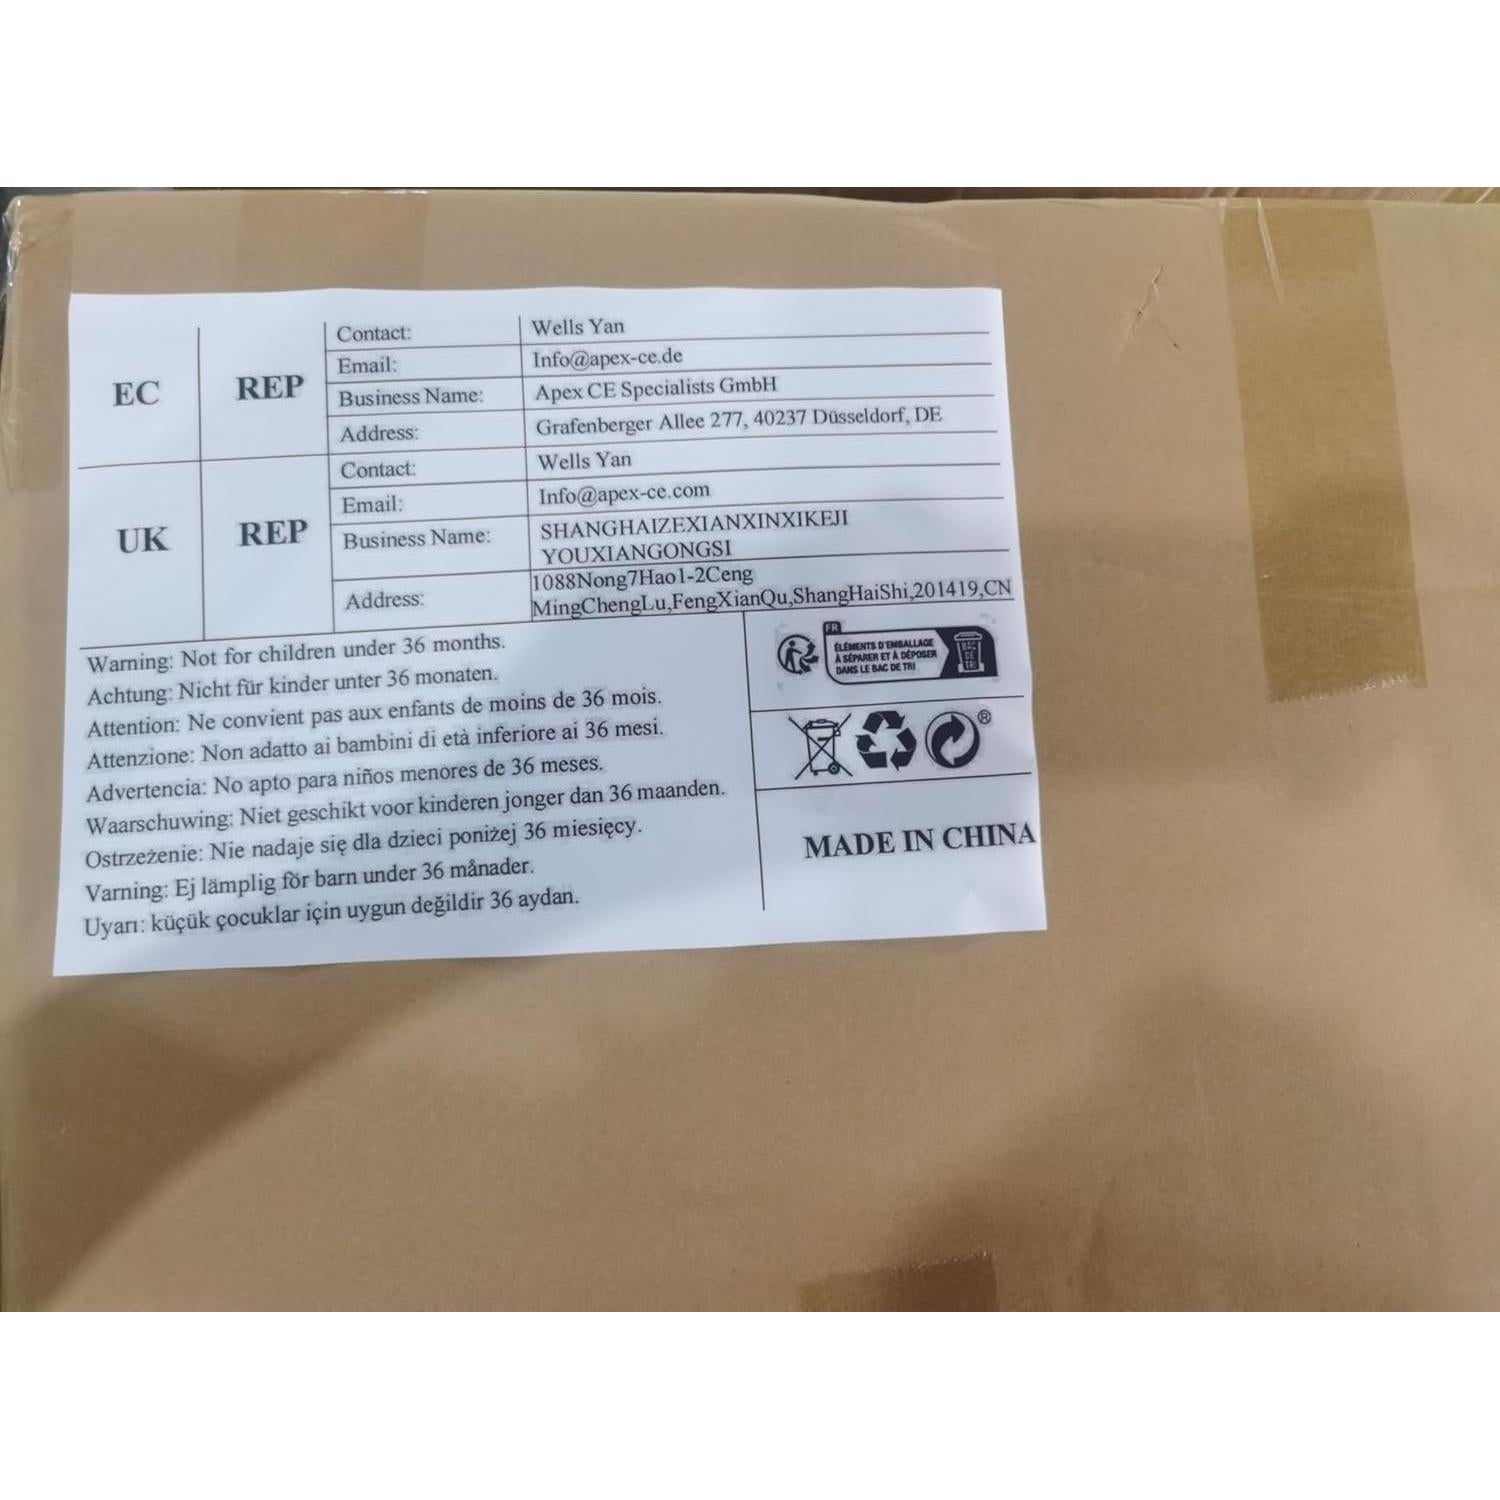 EC REP
Contact: Wells Yan
Email: Info@apex-ce.de
Business Name: Apex CE Specialists GmbH
Address: Grafenberger Allee 277, 40237 Düsseldorf, DE
UK REP
Contact: Wells Yan
Email: Info@apex-ce.com
Business Name: SHANGHAIZEXIANXINXIKEJI
YOUXIANGONGSI
Address: 1088Nong7Hao1-2Ceng
MingChengLu,FengXianQu,ShangHaiShi,201419,CN
Warning: Not for children under 36 months.
Achtung: Nicht für kinder unter 36 monaten.
Attention: Ne convient pas aux enfants de moins de 36 mois.
Attenzione: Non adatto ai bambini di età inferiore ai 36 mesi.
Advertencia: No apto para niños menores de 36 meses.
Waarschuwing: Niet geschikt voor kinderen jonger dan 36 maanden.
Ostrzeżenie: Nie nadaje się dla dzieci poniżej 36 miesięcy.
Varning: Ej lämplig för barn under 36 månader.
Uyarı: küçük çocuklar için uygun değildir 36 aydan.
FR
ÉLÉMENTS D'EMBALLAGE
À SÉPARER ET À DÉPOSER
DANS LE BAC DE TRI
BAC
DE
TRI
®
MADE IN CHINA